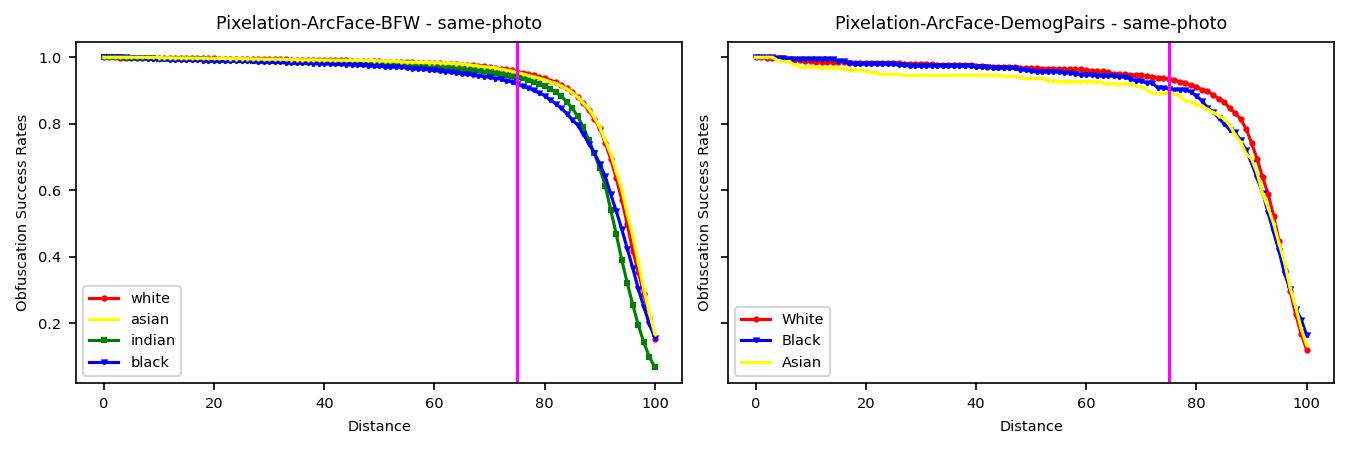 Pixelation-ArcFace-BFW - same-photo
Obfuscation Success Rates
1.0
0.8
0.6
0.4
0.2
white
asian
indian
black
0 20 40 60 80 100
Distance
Pixelation-ArcFace-DemogPairs - same-photo
Obfuscation Success Rates
White
Black
Asian
0 20 40 60 80 100
Distance